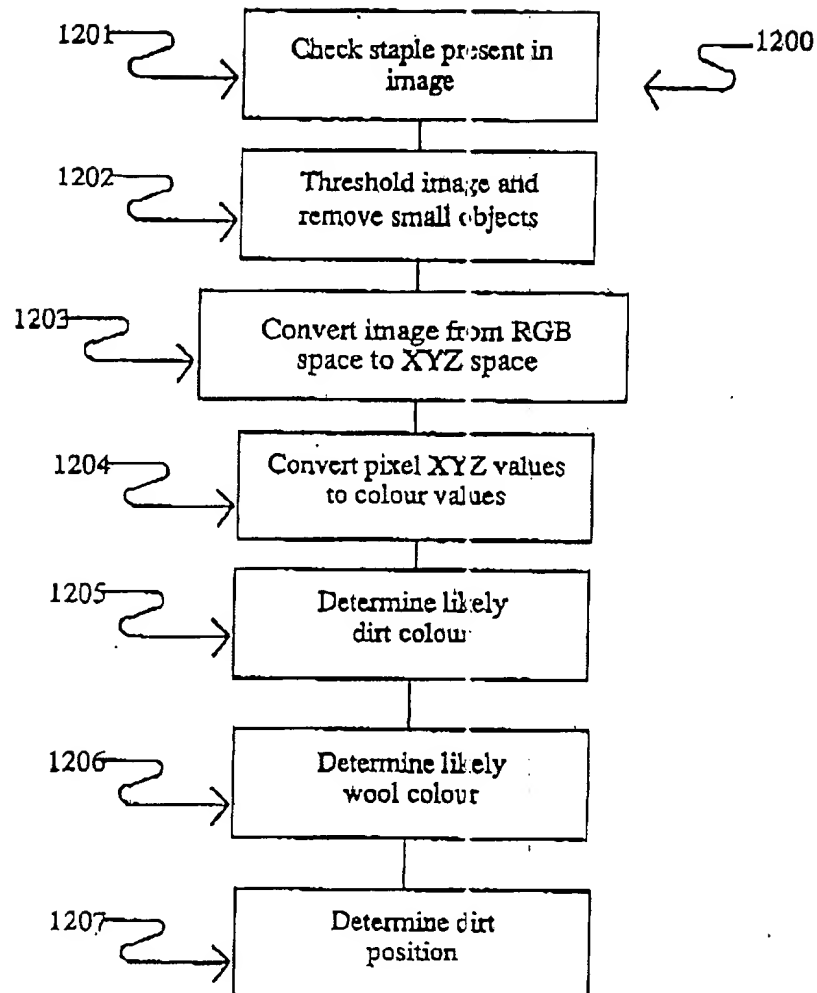 1201
Check staple present in
image
1200
1202
Threshold image and
remove small objects
1203
Convert image from RGB
space to XYZ space
1204
Convert pixel XYZ values
to colour values
1205
Determine likely
dirt colour
1206
Determine likely
wool colour
1207
Determine dirt
position